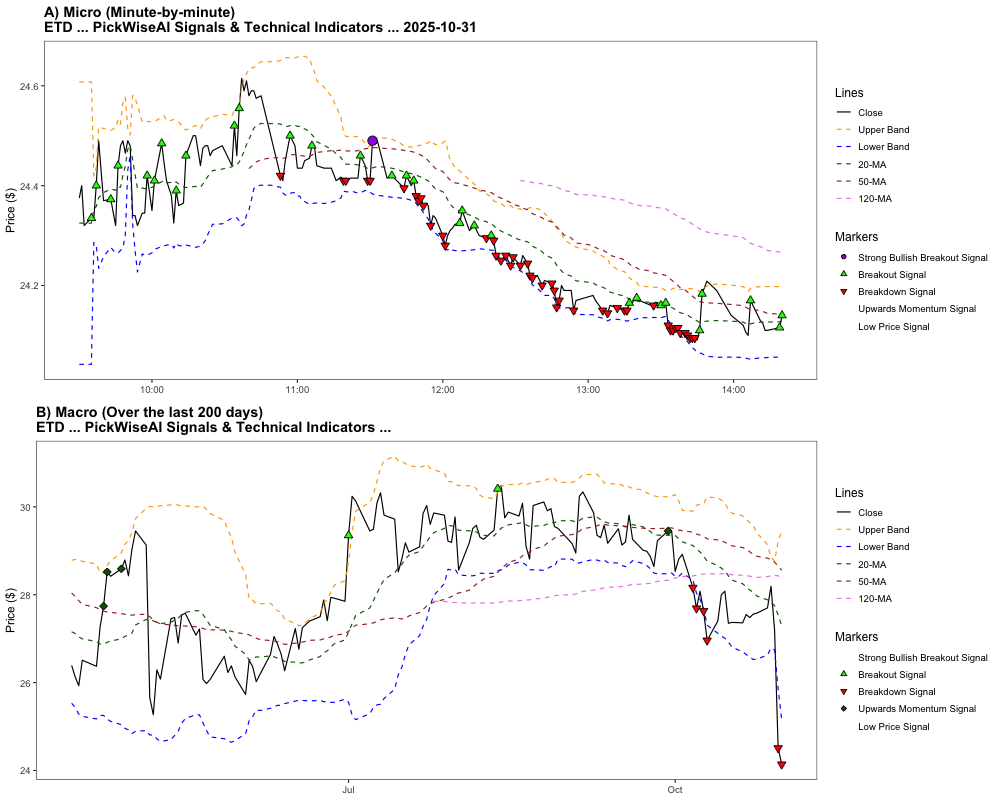 A) Micro (Minute-by-minute)
ETD ... PickWiseAI Signals & Technical Indicators ... 2025-10-31
Price ($)
24.6
24.4
24.2
10:00
11:00
12:00
13:00
14:00
Lines
Close
Upper Band
Lower Band
20-MA
50-MA
120-MA
Markers
Strong Bullish Breakout Signal
Breakout Signal
Breakdown Signal
Upwards Momentum Signal
Low Price Signal
B) Macro (Over the last 200 days)
ETD ... PickWiseAI Signals & Technical Indicators ...
Price ($)
30
28
26
24
Jul
Oct
Lines
Close
Upper Band
Lower Band
20-MA
50-MA
120-MA
Markers
Strong Bullish Breakout Signal
Breakout Signal
Breakdown Signal
Upwards Momentum Signal
Low Price Signal